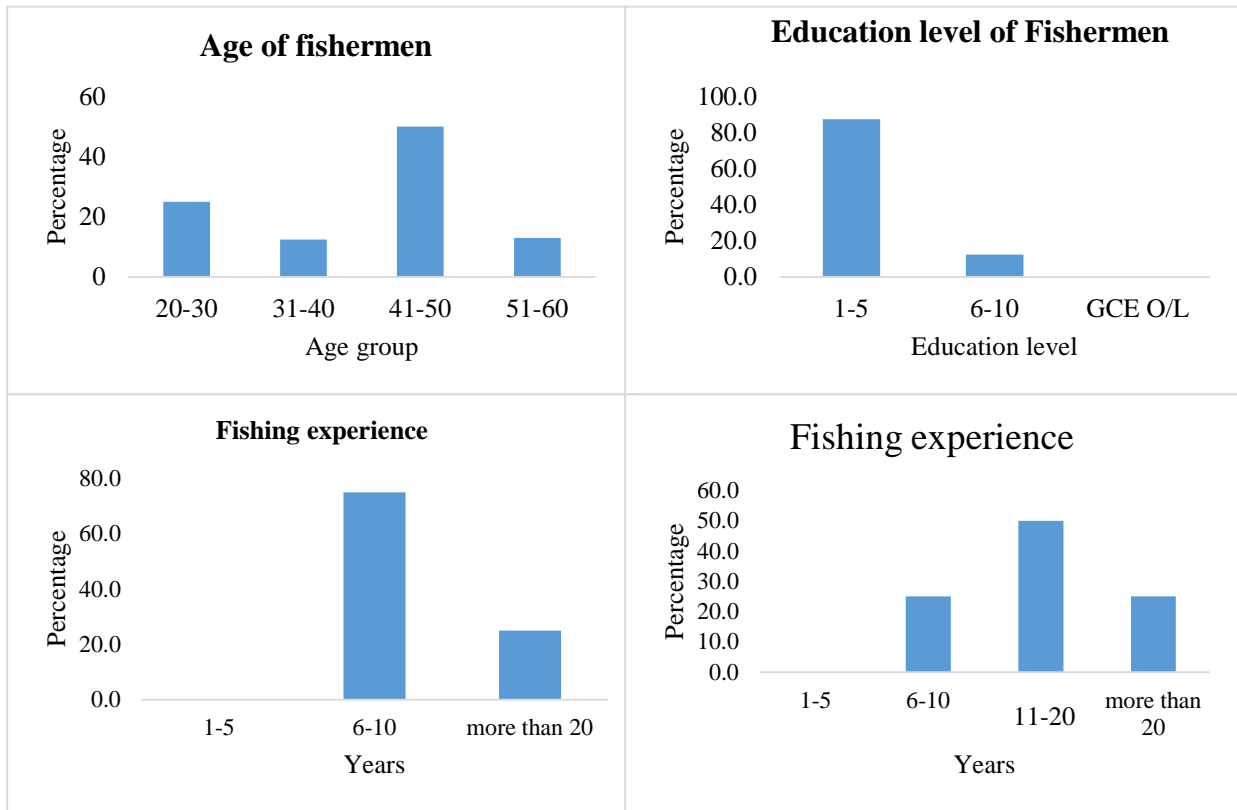 Age of fishermen
60
40
20
0
Percentage
20-30 31-40 41-50 51-60
Age group
Education level of Fishermen
100.0
80.0
60.0
40.0
20.0
0.0
Percentage
1-5 6-10 GCE O/L
Education level
Fishing experience
80.0
60.0
40.0
20.0
0.0
Percentage
1-5 6-10 more than 20
Years
Fishing experience
60.0
50.0
40.0
30.0
20.0
10.0
0.0
Percentage
1-5 6-10 11-20 more than
20
Years